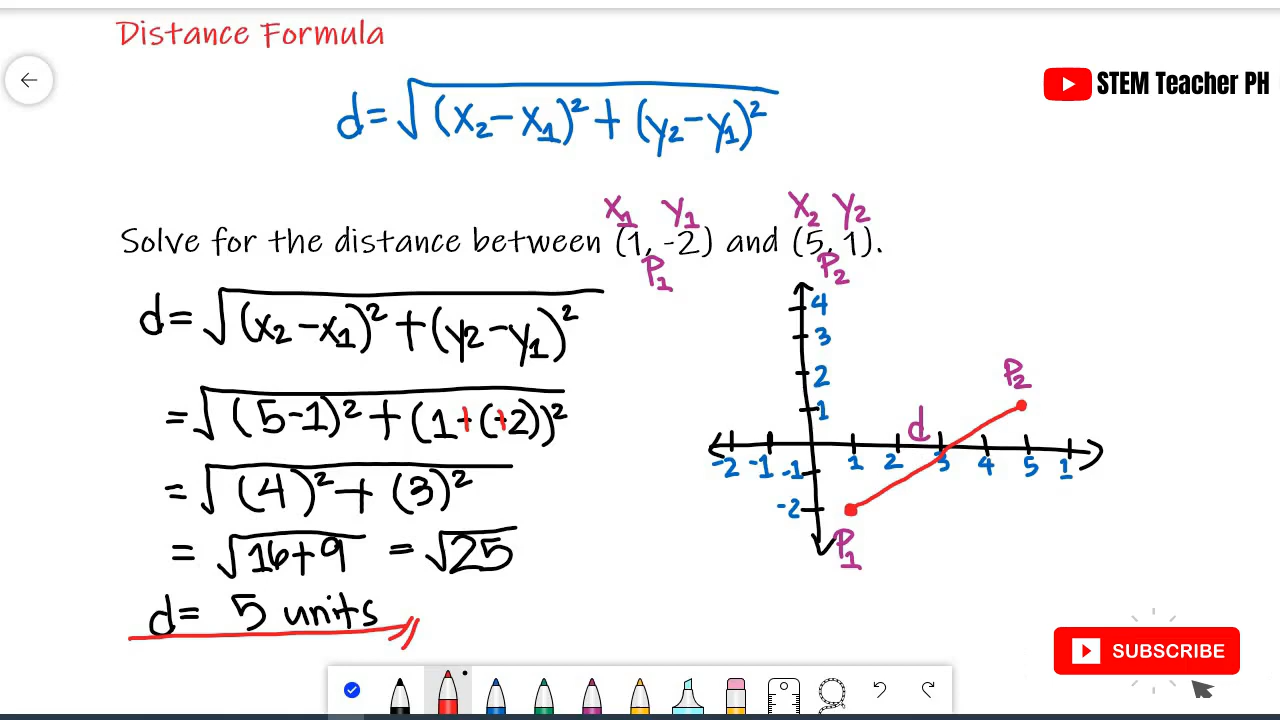 Distance Formula
STEM Teacher PH
d=√(x₂-x₁)²+(y₂-y₁)²
x₁ y₁ x₂ y₂
Solve for the distance between (1, -2) and (5, 1).
P₁ P₂
d=√(x₂-x₁)²+(y₂-y₁)²
=√(5-1)²+(1+(+2))²
=√(4)²+(3)²
=√16+9 =√25
d= 5 units
4
3
2
1
P₂
d
-2 -1 -1 1 2 3 4 5 1
-2
P₁
SUBSCRIBE